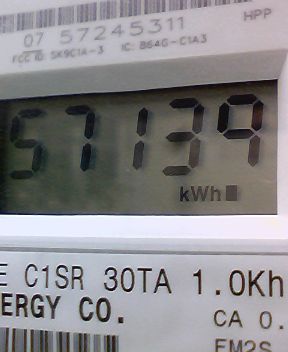 HPP
07 57245311
FCC ID: SK9C1A-3 IC: 864G-C1A3
57139
kWh
E C1SR 30TA 1.0Kh
ERGY CO.
CA 0.
FM2S